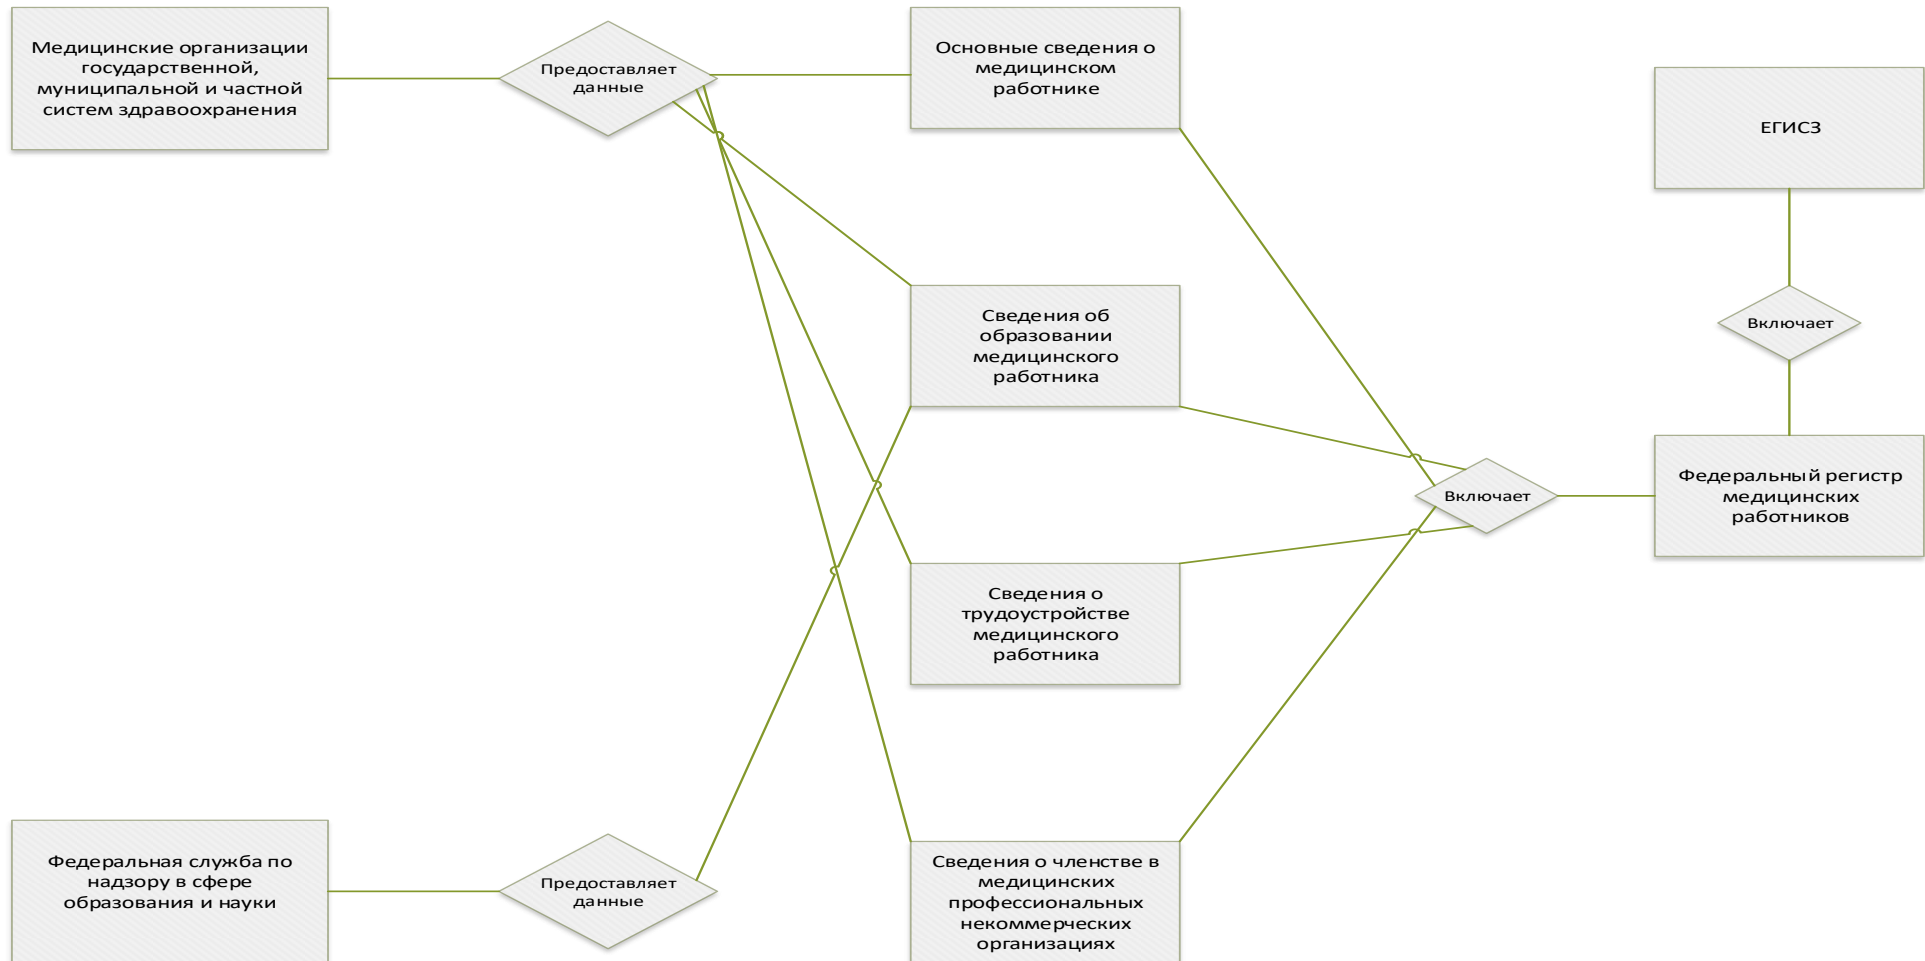 Медицинские организации
государственной,
муниципальной и частной
систем здравоохранения
Предоставляет
данные
Основные сведения о
медицинском
работнике
ЕГИСЗ
Сведения об
образовании
медицинского
работника
Включает
Включает
Федеральный регистр
медицинских
работников
Сведения о
трудоустройстве
медицинского
работника
Федеральная служба по
надзору в сфере
образования и науки
Предоставляет
данные
Сведения о членстве в
медицинских
профессиональных
некоммерческих
организациях